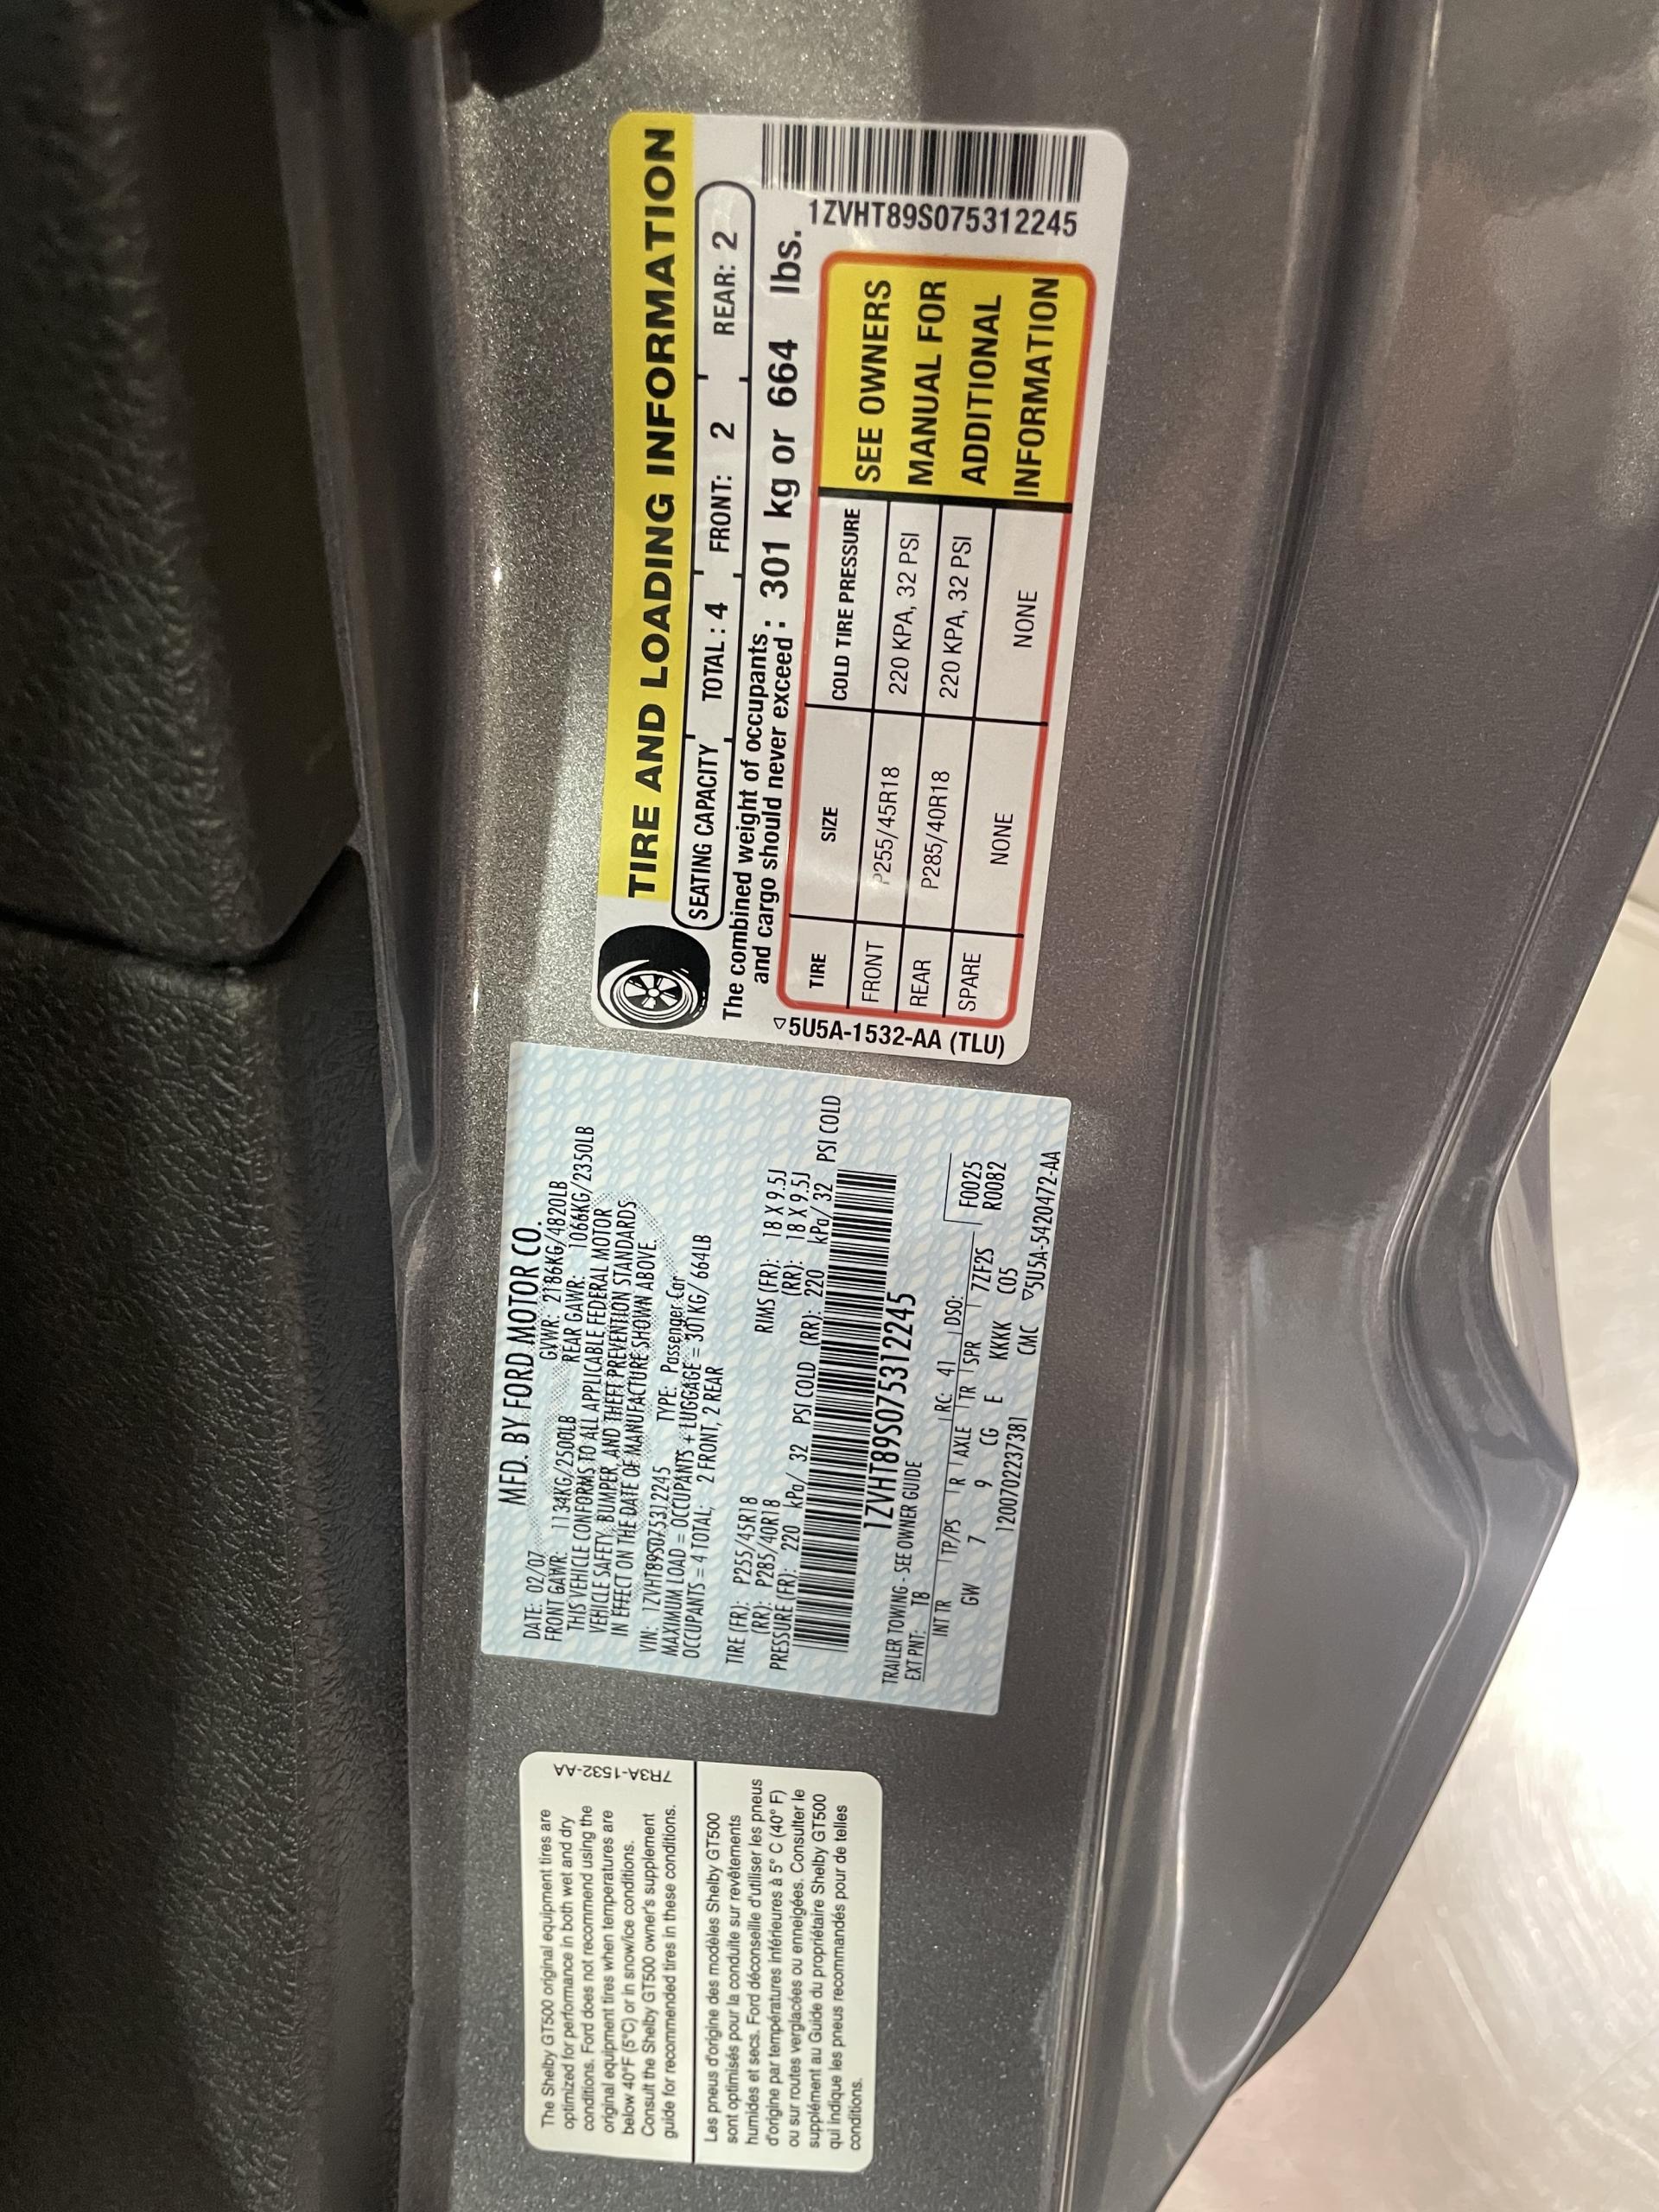 The Shelby GT500 original equipment tires are
optimized for performance in both wet and dry
conditions. Ford does not recommend using the
original equipment tires when temperatures are
below 40°F (5°C) or in snow/ice conditions.
Consult the Shelby GT500 owner's supplement
guide for recommended tires in these conditions.
7R3A-1532-AA
Les pneus d'origine des modèles Shelby GT500
sont optimisés pour la conduite sur revêtements
humides et secs. Ford déconseille d'utiliser les pneus
d'origine par températures inférieures à 5° C (40° F)
ou sur routes verglacées ou enneigées. Consulter le
supplément au Guide du propriétaire Shelby GT500
qui indique les pneus recommandés pour de telles
conditions.
MFD. BY FORD MOTOR CO.
DATE: 02/07 GVWR: 2186KG/4820LB
FRONT GAWR: 1134KG/2500LB REAR GAWR: 1066KG/2350LB
THIS VEHICLE CONFORMS TO ALL APPLICABLE FEDERAL MOTOR
VEHICLE SAFETY, BUMPER, AND THEFT PREVENTION STANDARDS
IN EFFECT ON THE DATE OF MANUFACTURE SHOWN ABOVE.
VIN: 1ZVHT89S075312245 TYPE: Passenger Car
MAXIMUM LOAD = OCCUPANTS + LUGGAGE = 301KG/664LB
OCCUPANTS = 4 TOTAL; 2 FRONT, 2 REAR
TIRE (FR): P255/45R18 RIMS (FR): 18 X 9.5J
(RR): P285/40R18 (RR): 18 X 9.5J
PRESSURE (FR): 220 kPa/ 32 PSI COLD (RR): 220 kPa/ 32 PSI COLD
1ZVHT89S075312245
TRAILER TOWING - SEE OWNER GUIDE
EXT PNT: T8 RC: 41 DSO: F0025
INT TR TP/PS R AXLE TR SPR 7ZF2S R0082
GW 7 9 CG E KKKK C05
1200702237381 CMC ▽5U5A-5420472-AA
TIRE AND LOADING INFORMATION
SEATING CAPACITY TOTAL : 4 FRONT: 2 REAR: 2
The combined weight of occupants
and cargo should never exceed : 301 kg or 664 lbs.
TIRE SIZE COLD TIRE PRESSURE
FRONT P255/45R18 220 KPA, 32 PSI
REAR P285/40R18 220 KPA, 32 PSI
SPARE NONE NONE
SEE OWNERS
MANUAL FOR
ADDITIONAL
INFORMATION
▽5U5A-1532-AA (TLU)
1ZVHT89S075312245